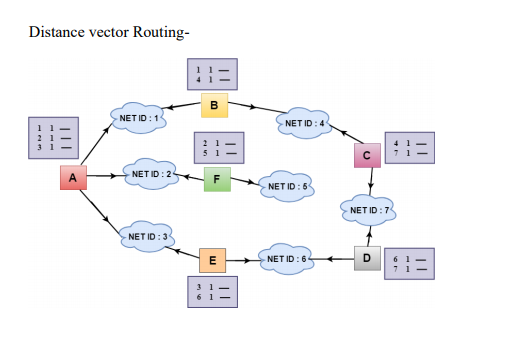 Distance vector Routing-
1 1 —
4 1 —
B
NET ID : 1
NET ID : 4
1 1 —
2 1 —
3 1 —
2 1 —
5 1 —
4 1 —
7 1 —
C
A
NET ID : 2
F
NET ID : 5
NET ID : 7
NET ID : 3
E
NET ID : 6
D
6 1 —
7 1 —
3 1 —
6 1 —